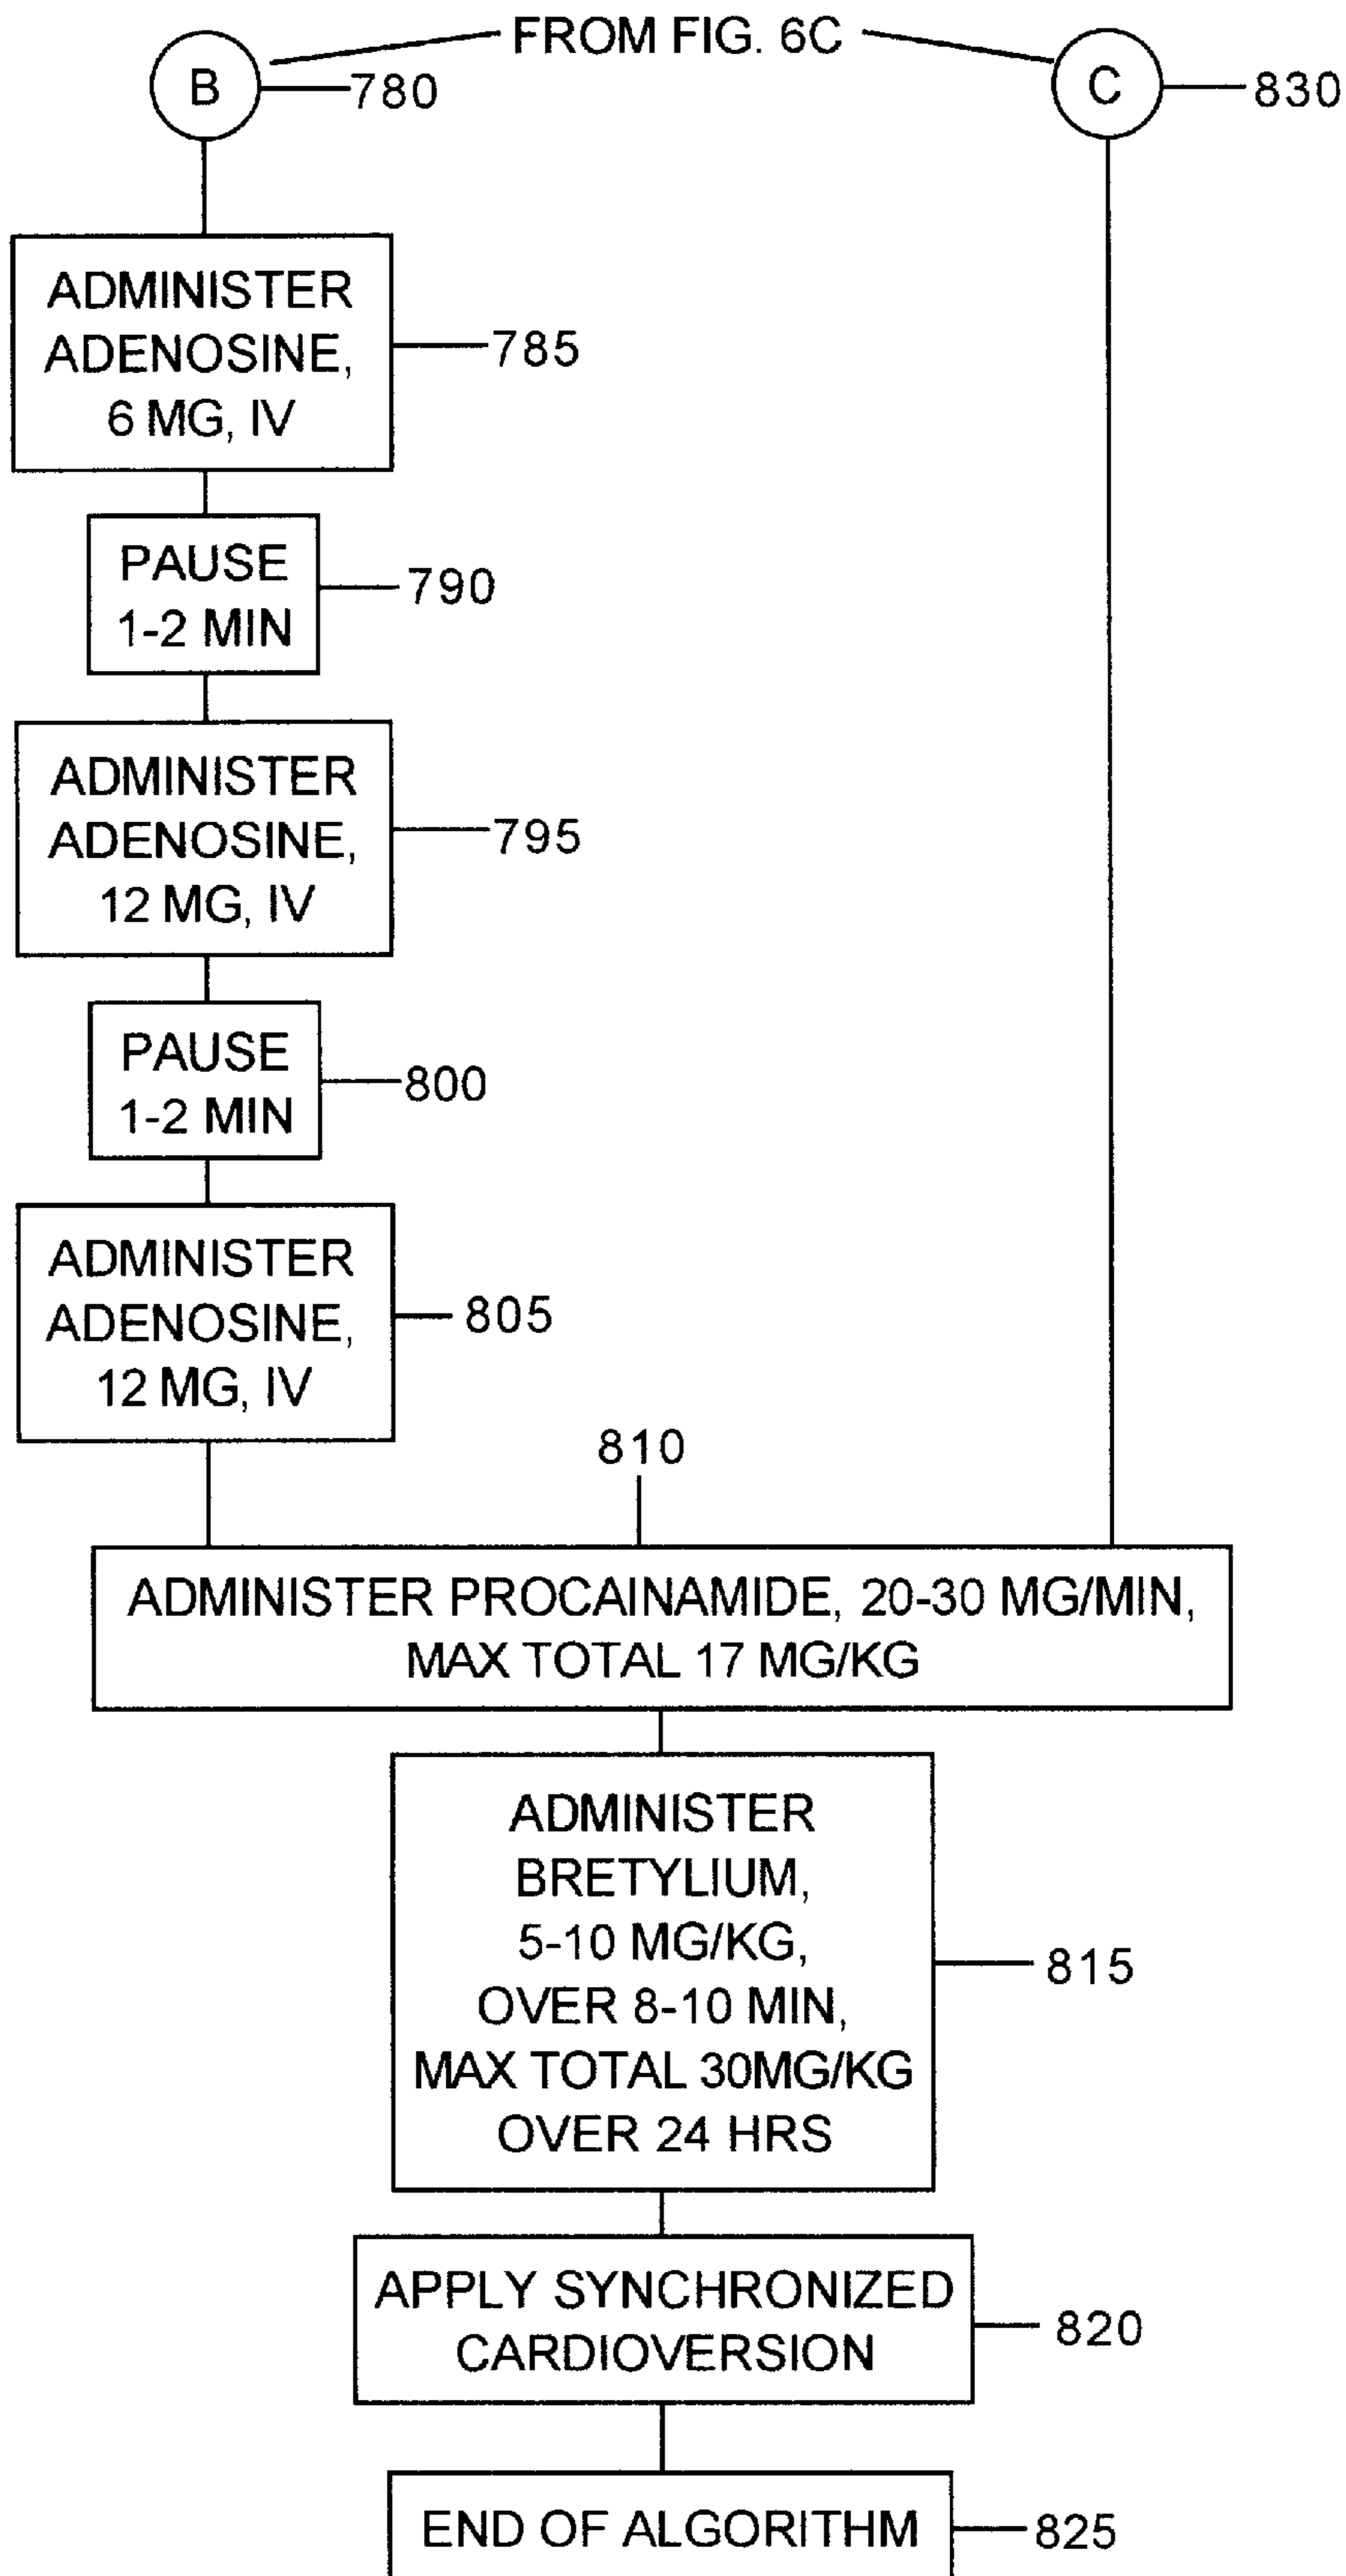 FROM FIG. 6C
B
780
C
830
ADMINISTER
ADENOSINE,
6 MG, IV
785
PAUSE
1-2 MIN
790
ADMINISTER
ADENOSINE,
12 MG, IV
795
PAUSE
1-2 MIN
800
ADMINISTER
ADENOSINE,
12 MG, IV
805
810
ADMINISTER PROCAINAMIDE, 20-30 MG/MIN,
MAX TOTAL 17 MG/KG
ADMINISTER
BRETYLIUM,
5-10 MG/KG,
OVER 8-10 MIN,
MAX TOTAL 30MG/KG
OVER 24 HRS
815
APPLY SYNCHRONIZED
CARDIOVERSION
820
END OF ALGORITHM
825